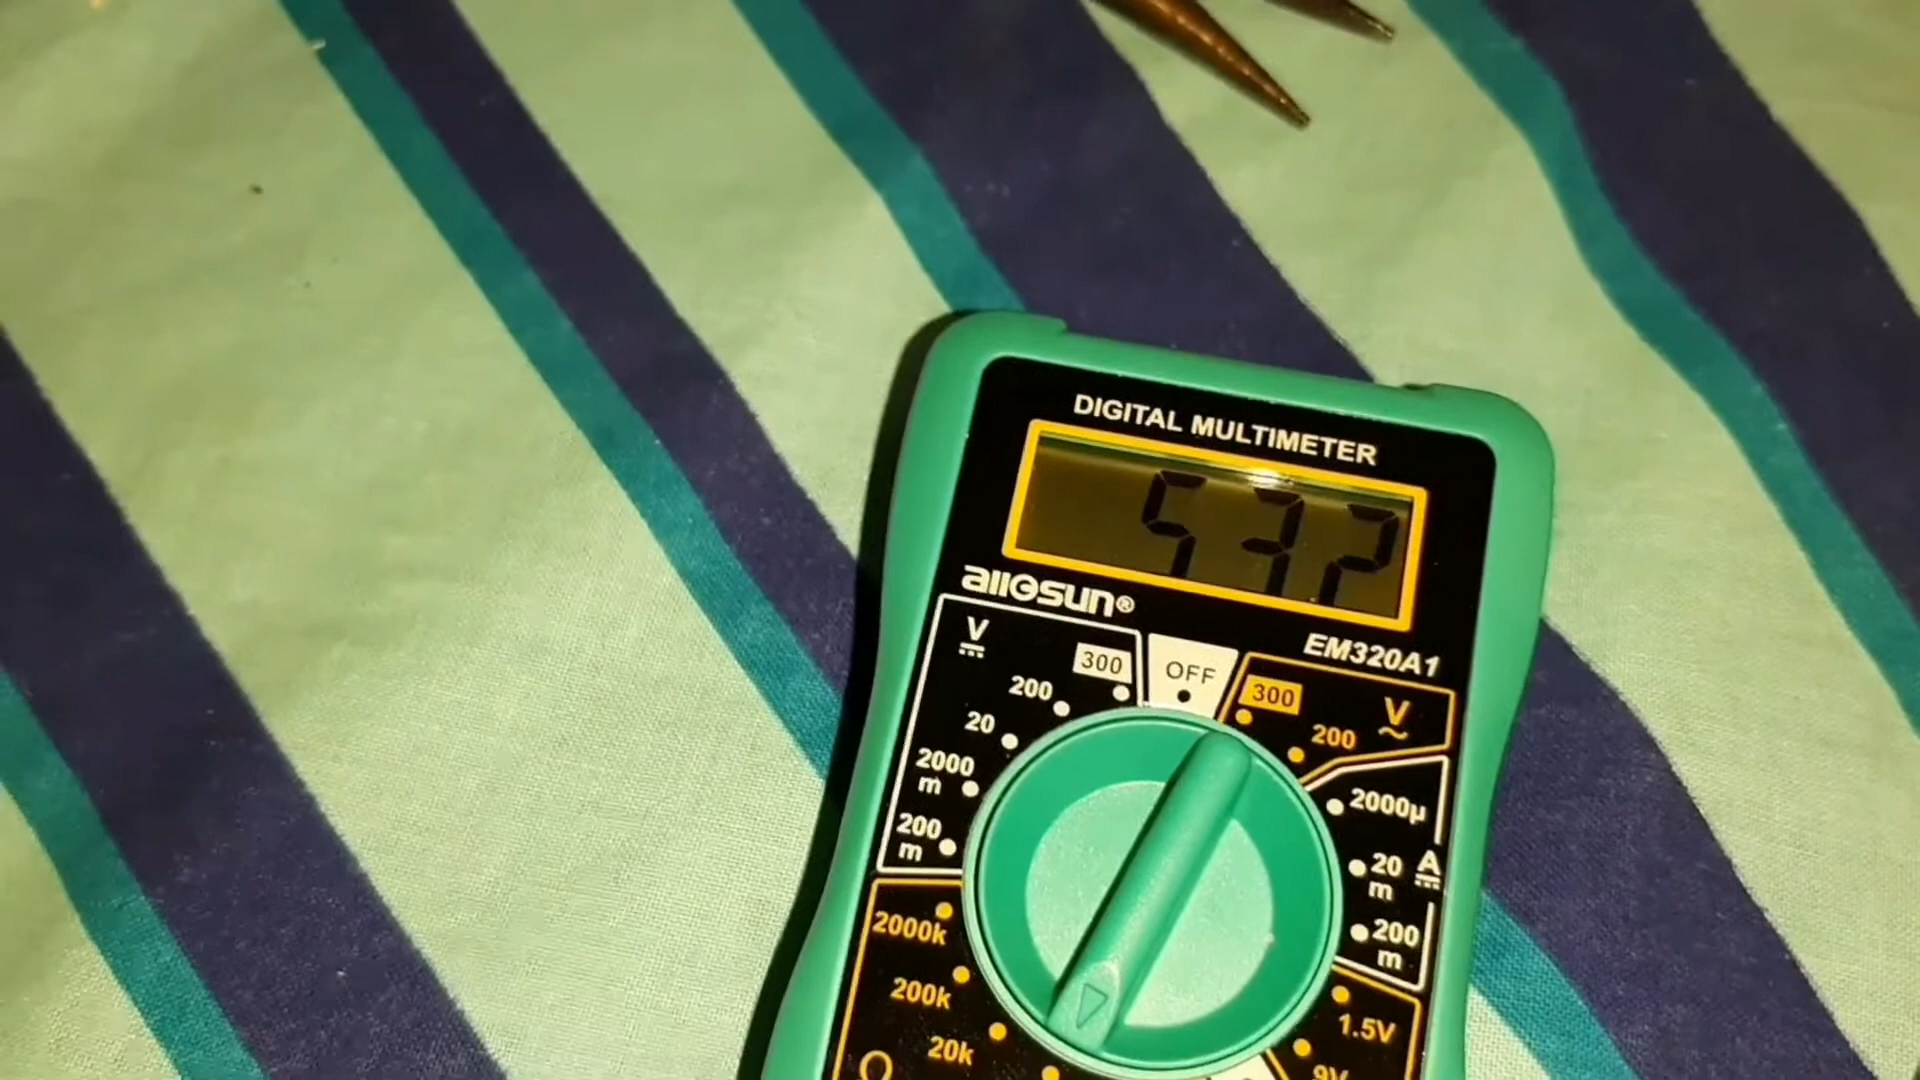 DIGITAL MULTIMETER
532
allosun®
EM320A1
V
300
OFF
300
V
200
200
20
2000
m
2000µ
200
m
20
m
A
200
m
2000k
200k
1.5V
20k
9V
Ω